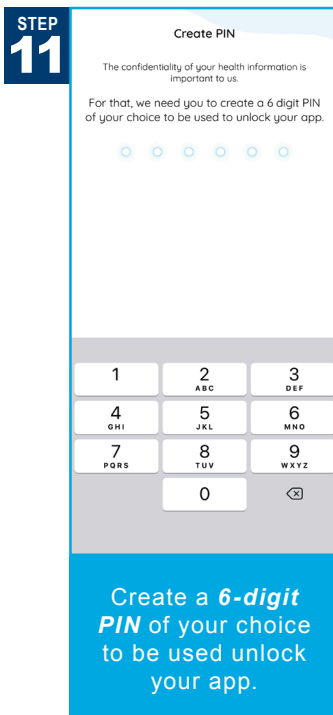 STEP
11
Create PIN
The confidentiality of your health information is
important to us.
For that, we need you to create a 6 digit PIN
of your choice to be used to unlock your app.
1
2
ABC
3
DEF
4
GHI
5
JKL
6
MNO
7
PQRS
8
TUV
9
WXYZ
0
Create a 6-digit
PIN of your choice
to be used unlock
your app.